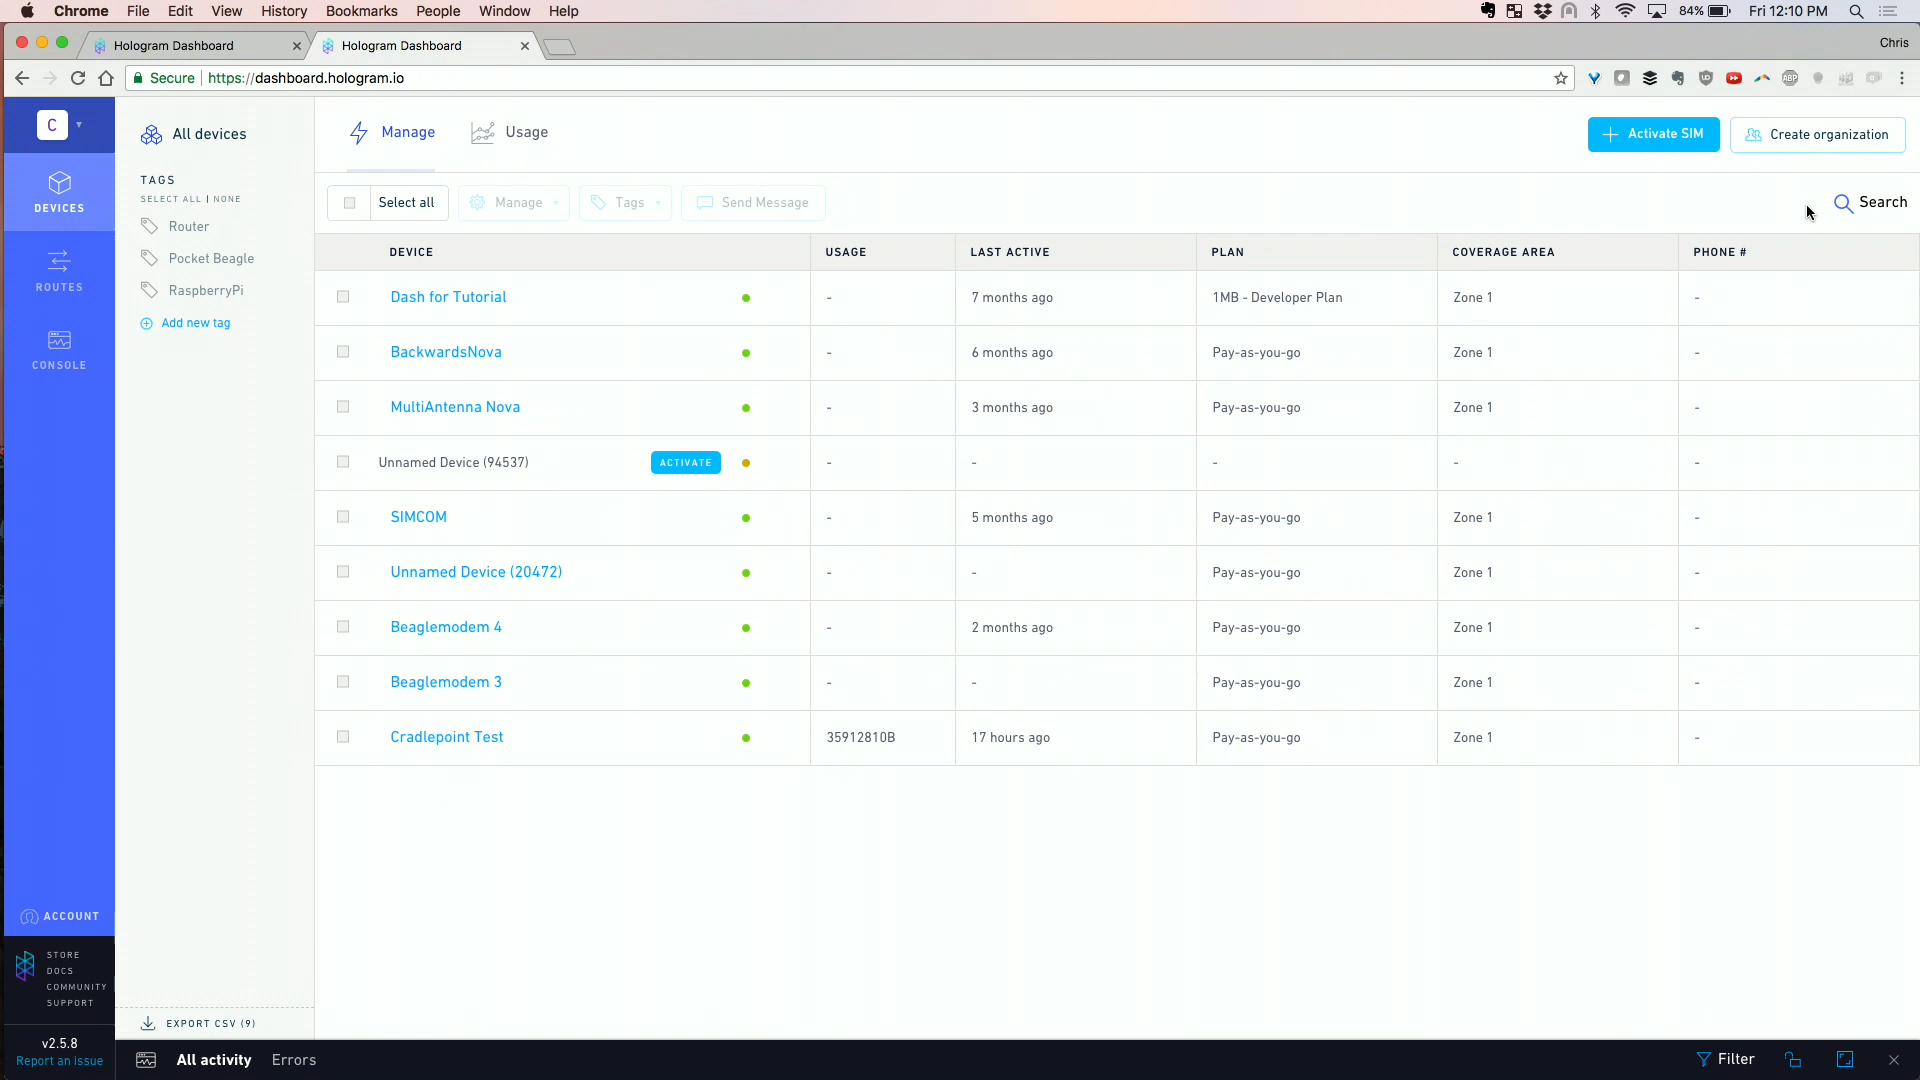 Chrome File Edit View History Bookmarks People Window Help 84% Fri 12:10 PM
Hologram Dashboard Hologram Dashboard Chris
Secure https://dashboard.hologram.io
C All devices Manage Usage Activate SIM Create organization
TAGS
SELECT ALL | NONE
Select all Manage Tags Send Message Search
DEVICES
Router
Pocket Beagle
RaspberryPi
Add new tag
ROUTES
CONSOLE
DEVICE USAGE LAST ACTIVE PLAN COVERAGE AREA PHONE #
Dash for Tutorial - 7 months ago 1MB - Developer Plan Zone 1 -
BackwardsNova - 6 months ago Pay-as-you-go Zone 1 -
MultiAntenna Nova - 3 months ago Pay-as-you-go Zone 1 -
Unnamed Device (94537) ACTIVATE - - - - -
SIMCOM - 5 months ago Pay-as-you-go Zone 1 -
Unnamed Device (20472) - - Pay-as-you-go Zone 1 -
Beaglemodem 4 - 2 months ago Pay-as-you-go Zone 1 -
Beaglemodem 3 - - Pay-as-you-go Zone 1 -
Cradlepoint Test 35912810B 17 hours ago Pay-as-you-go Zone 1 -
ACCOUNT
STORE
DOCS
COMMUNITY
SUPPORT
EXPORT CSV (9)
v2.5.8
Report an issue
All activity Errors Filter